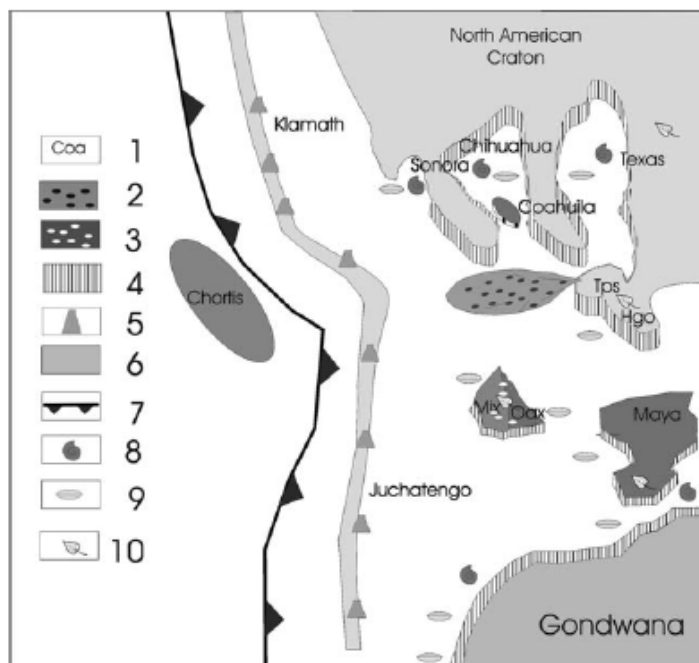 North American
Craton
Klamath
Chihuahua
Sonora
Texas
Coahuila
Coa 1
2
3
4
5
6
7
8
9
10
Chortis
Tps
Hgo
Mix
Oax
Maya
Juchatengo
Gondwana